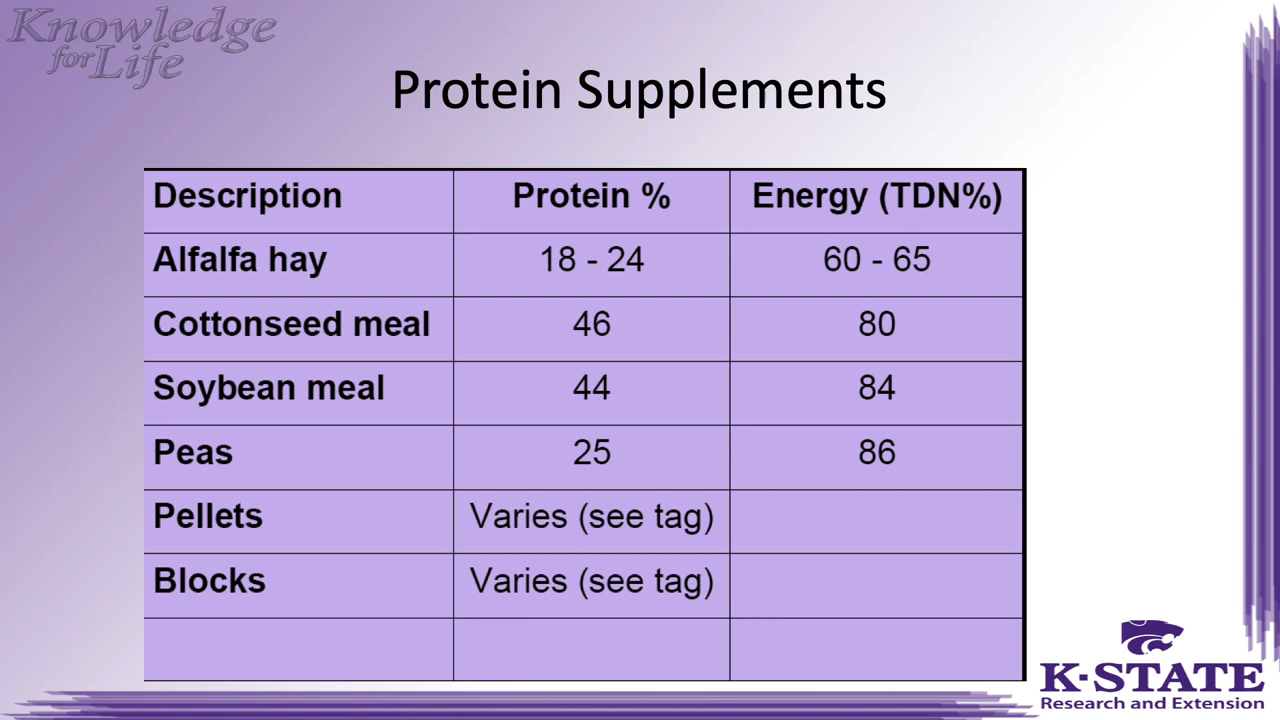 Knowledge
for Life
Protein Supplements
Description Protein % Energy (TDN%)
Alfalfa hay 18 - 24 60 - 65
Cottonseed meal 46 80
Soybean meal 44 84
Peas 25 86
Pellets Varies (see tag)
Blocks Varies (see tag)
K-STATE
Research and Extension